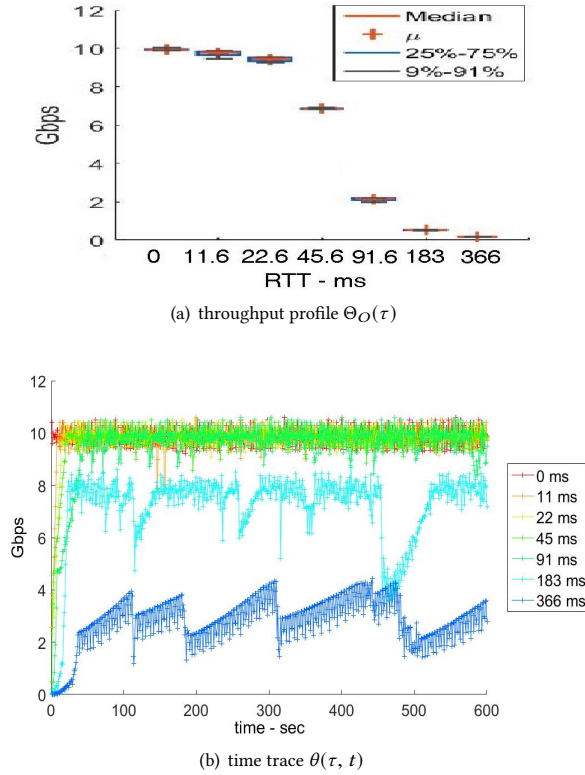 Median
μ
25%-75%
9%-91%
12
10
8
6
4
2
0
Gbps
0 11.6 22.6 45.6 91.6 183 366
RTT - ms
(a) throughput profile Θ_O(τ)
12
10
8
6
4
2
0
Gbps
0 ms
11 ms
22 ms
45 ms
91 ms
183 ms
366 ms
0 100 200 300 400 500 600
time - sec
(b) time trace θ(τ, t)